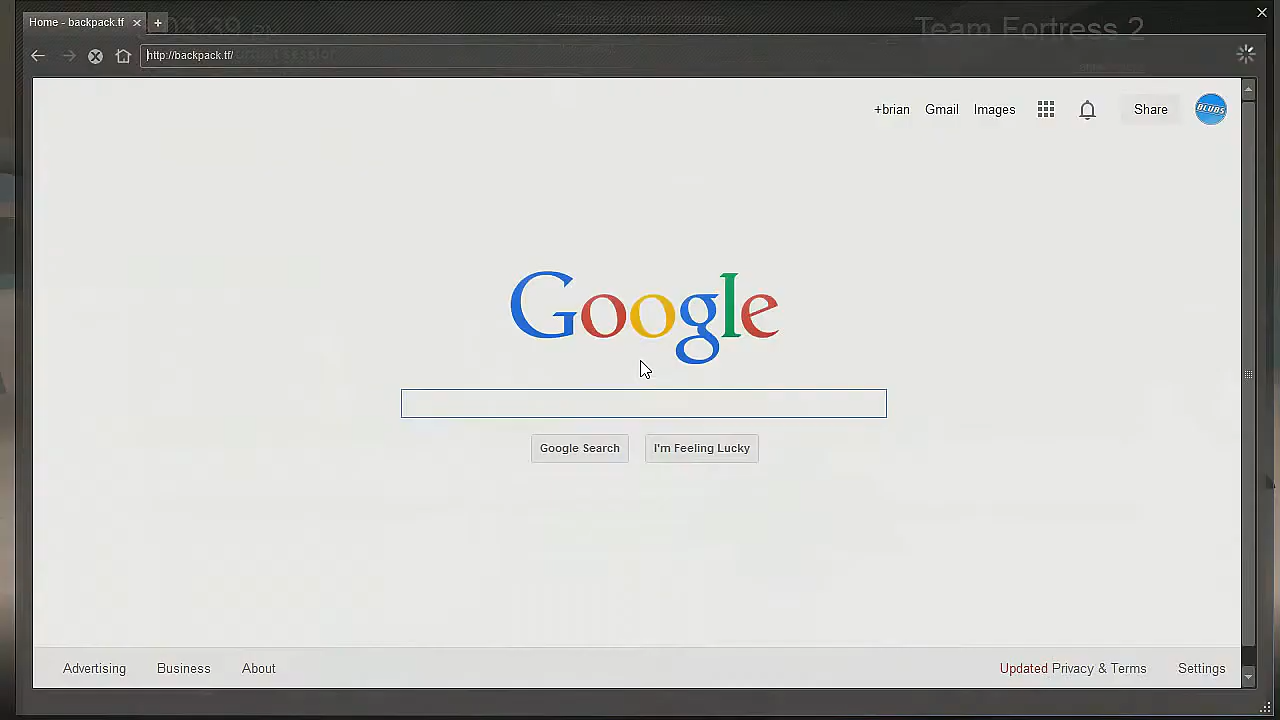 Home - backpack.tf
Team Fortress 2
http://backpack.tf/
+brian Gmail Images Share
Google
Google Search I'm Feeling Lucky
Advertising Business About Updated Privacy & Terms Settings